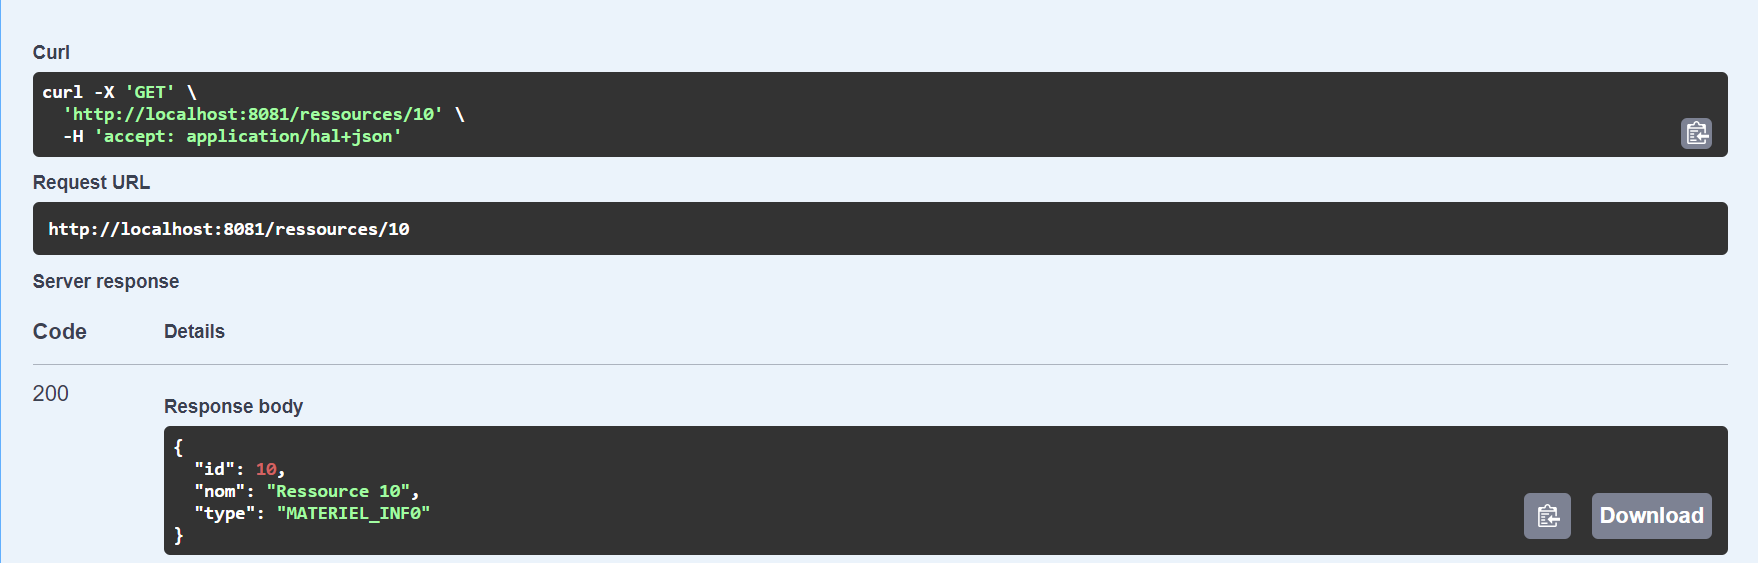 Curl
curl -X 'GET' \
'http://localhost:8081/ressources/10' \
-H 'accept: application/hal+json'
Request URL
http://localhost:8081/ressources/10
Server response
Code Details
200
Response body
{
"id": 10,
"nom": "Ressource 10",
"type": "MATERIEL_INF0"
}
Download